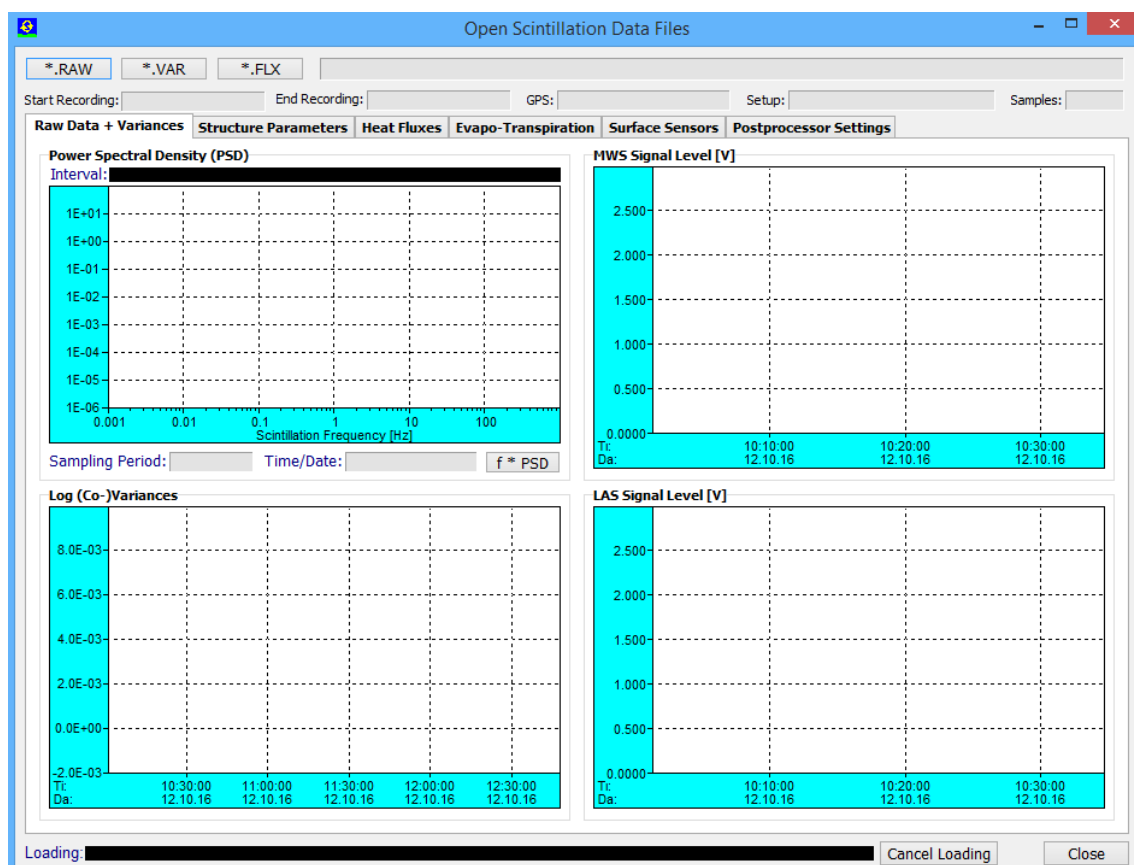 Open Scintillation Data Files
*.RAW *.VAR *.FLX
Start Recording: End Recording: GPS: Setup: Samples:
Raw Data + Variances Structure Parameters Heat Fluxes Evapo-Transpiration Surface Sensors Postprocessor Settings
Power Spectral Density (PSD)
Interval:
1E+01
1E+00
1E-01
1E-02
1E-03
1E-04
1E-05
1E-06
0.001 0.01 0.1 1 10 100
Scintillation Frequency [Hz]
Sampling Period: Time/Date: f * PSD
MWS Signal Level [V]
2.500
2.000
1.500
1.000
0.500
0.0000
Ti: 10:10:00 10:20:00 10:30:00
Da: 12.10.16 12.10.16 12.10.16
Log (Co-)Variances
8.0E-03
6.0E-03
4.0E-03
2.0E-03
0.0E+00
-2.0E-03
Ti: 10:30:00 11:00:00 11:30:00 12:00:00 12:30:00
Da: 12.10.16 12.10.16 12.10.16 12.10.16 12.10.16
LAS Signal Level [V]
2.500
2.000
1.500
1.000
0.500
0.0000
Ti: 10:10:00 10:20:00 10:30:00
Da: 12.10.16 12.10.16 12.10.16
Loading: Cancel Loading Close